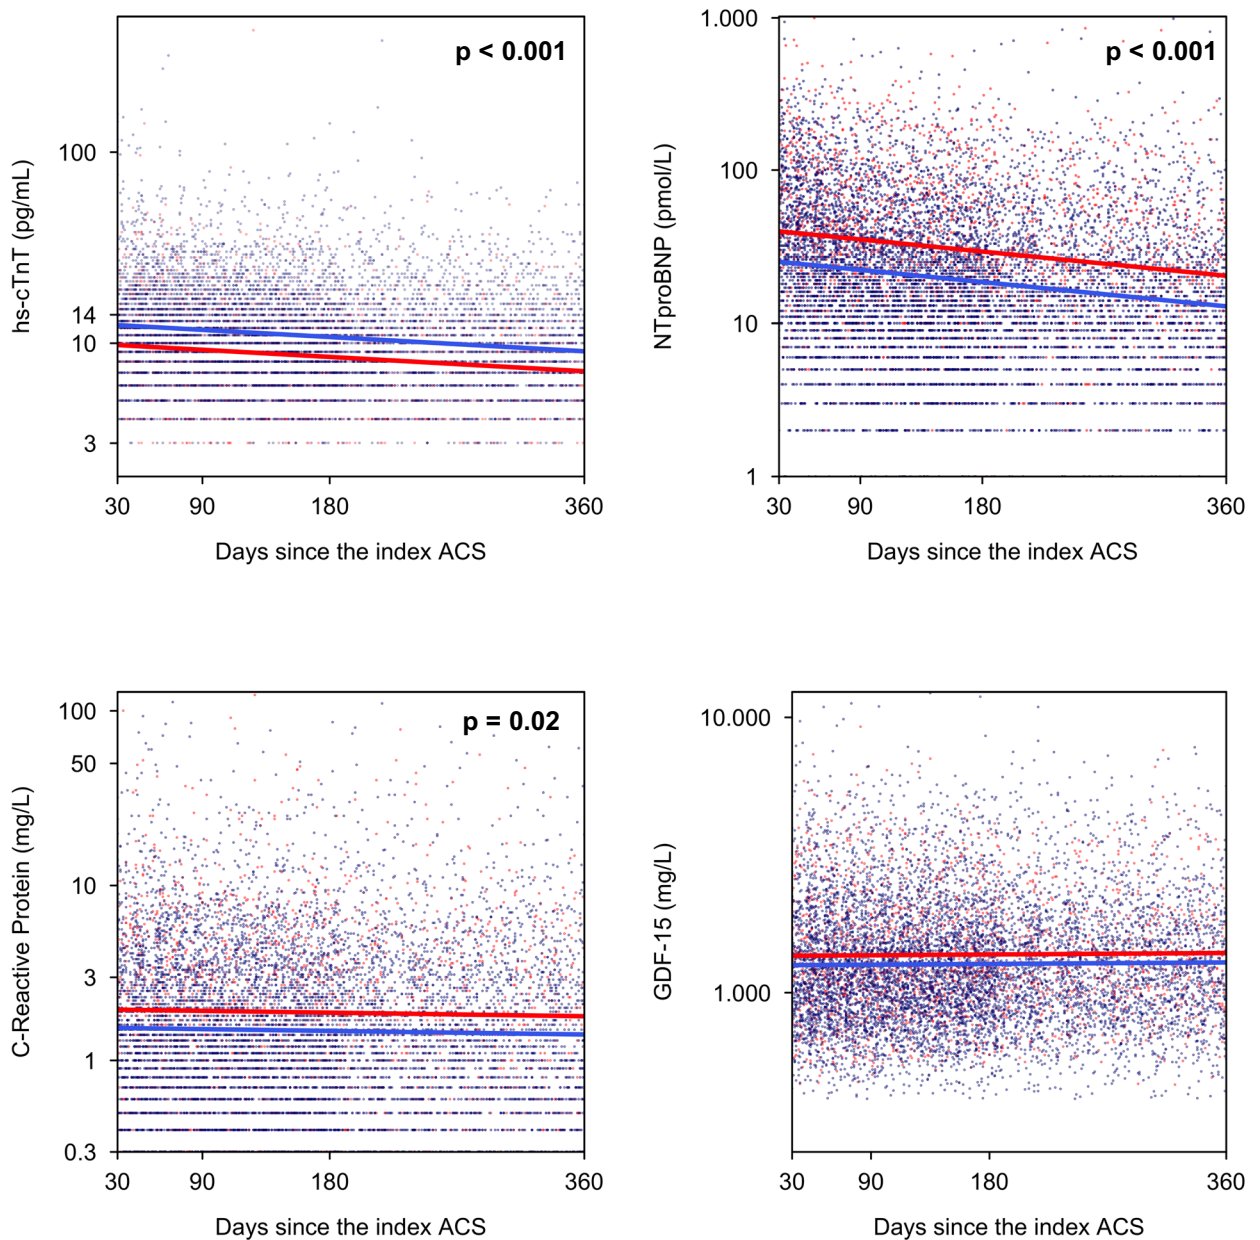 hs-cTnT (pg/mL)
p < 0.001
100
14
10
3
30 90 180 360
Days since the index ACS
NTproBNP (pmol/L)
p < 0.001
1.000
100
10
1
30 90 180 360
Days since the index ACS
C-Reactive Protein (mg/L)
p = 0.02
100
50
10
3
1
0.3
30 90 180 360
Days since the index ACS
GDF-15 (mg/L)
10.000
1.000
30 90 180 360
Days since the index ACS